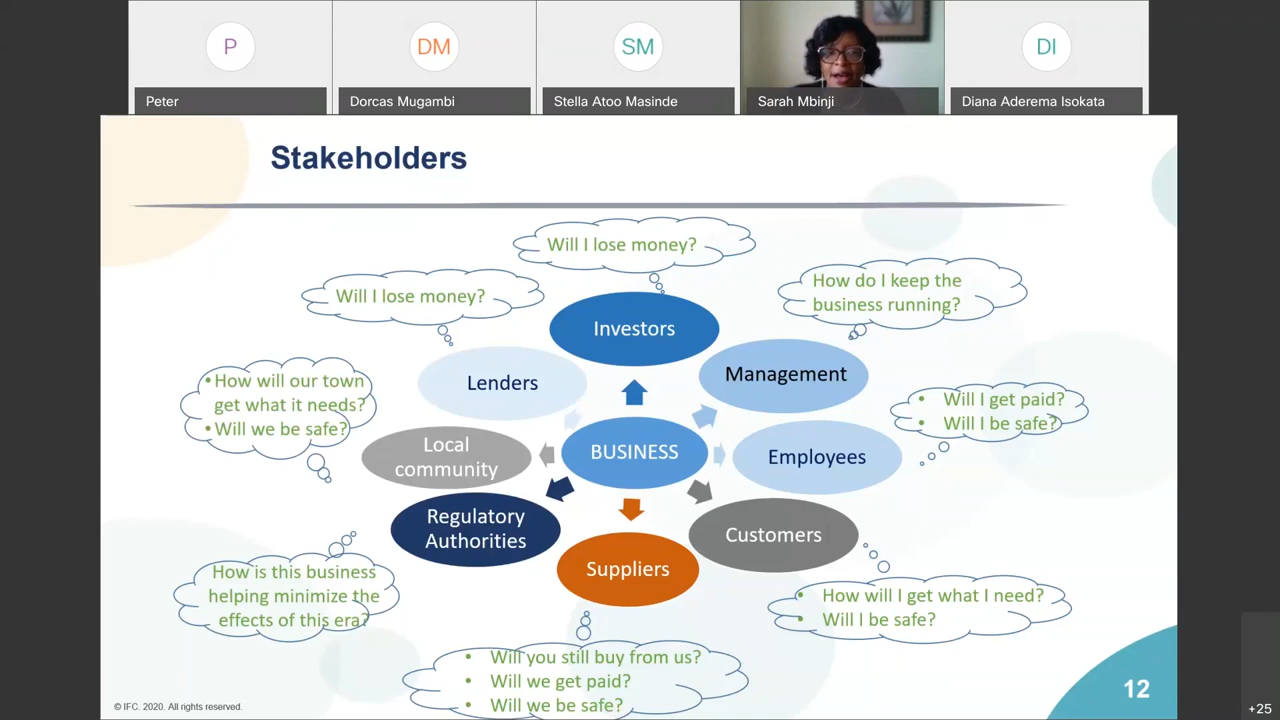 P
DM
SM
DI
Peter
Dorcas Mugambi
Stella Atoo Masinde
Sarah Mbinji
Diana Aderema Isokata
Stakeholders
Will I lose money?
Will I lose money?
How do I keep the
business running?
Investors
Management
Lenders
• How will our town
get what it needs?
• Will we be safe?
• Will I get paid?
• Will I be safe?
Local
community
BUSINESS
Employees
Regulatory
Authorities
Customers
Suppliers
How is this business
helping minimize the
effects of this era?
• How will I get what I need?
• Will I be safe?
• Will you still buy from us?
• Will we get paid?
• Will we be safe?
© IFC. 2020. All rights reserved.
12
+25